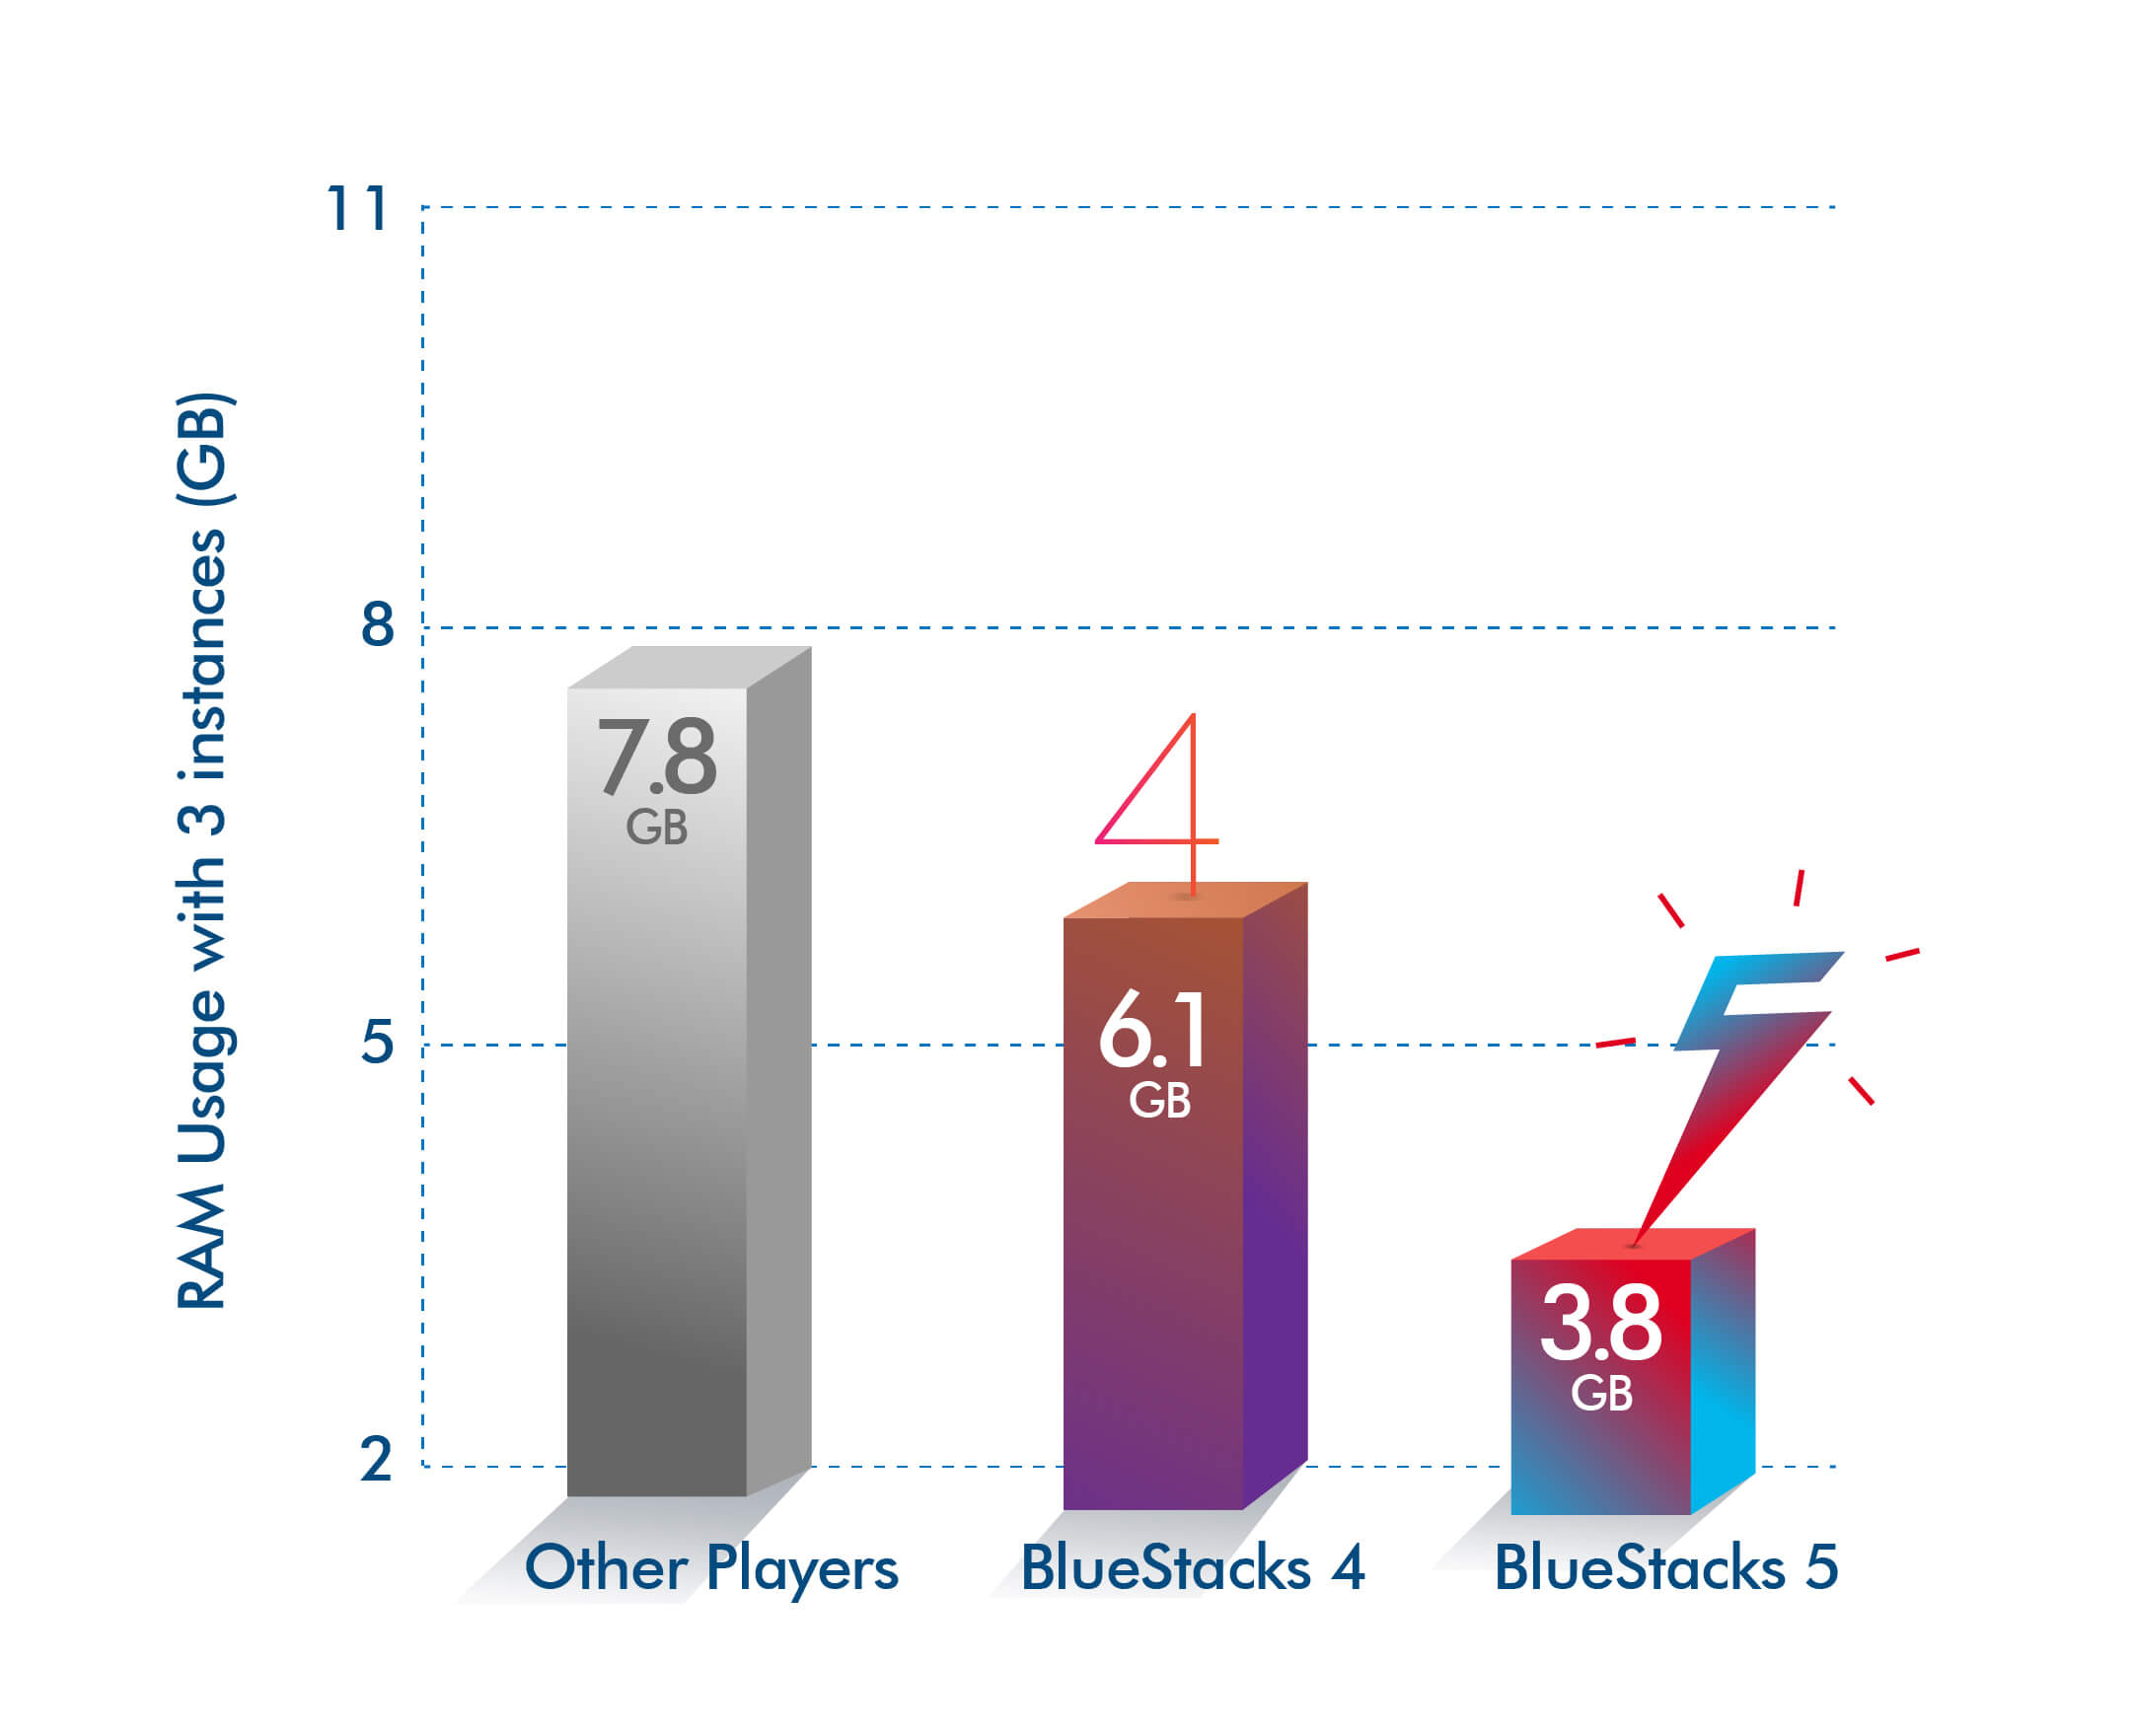 RAM Usage with 3 instances (GB)
11
8
5
2
7.8
GB
4
6.1
GB
3.8
GB
Other Players
BlueStacks 4
BlueStacks 5